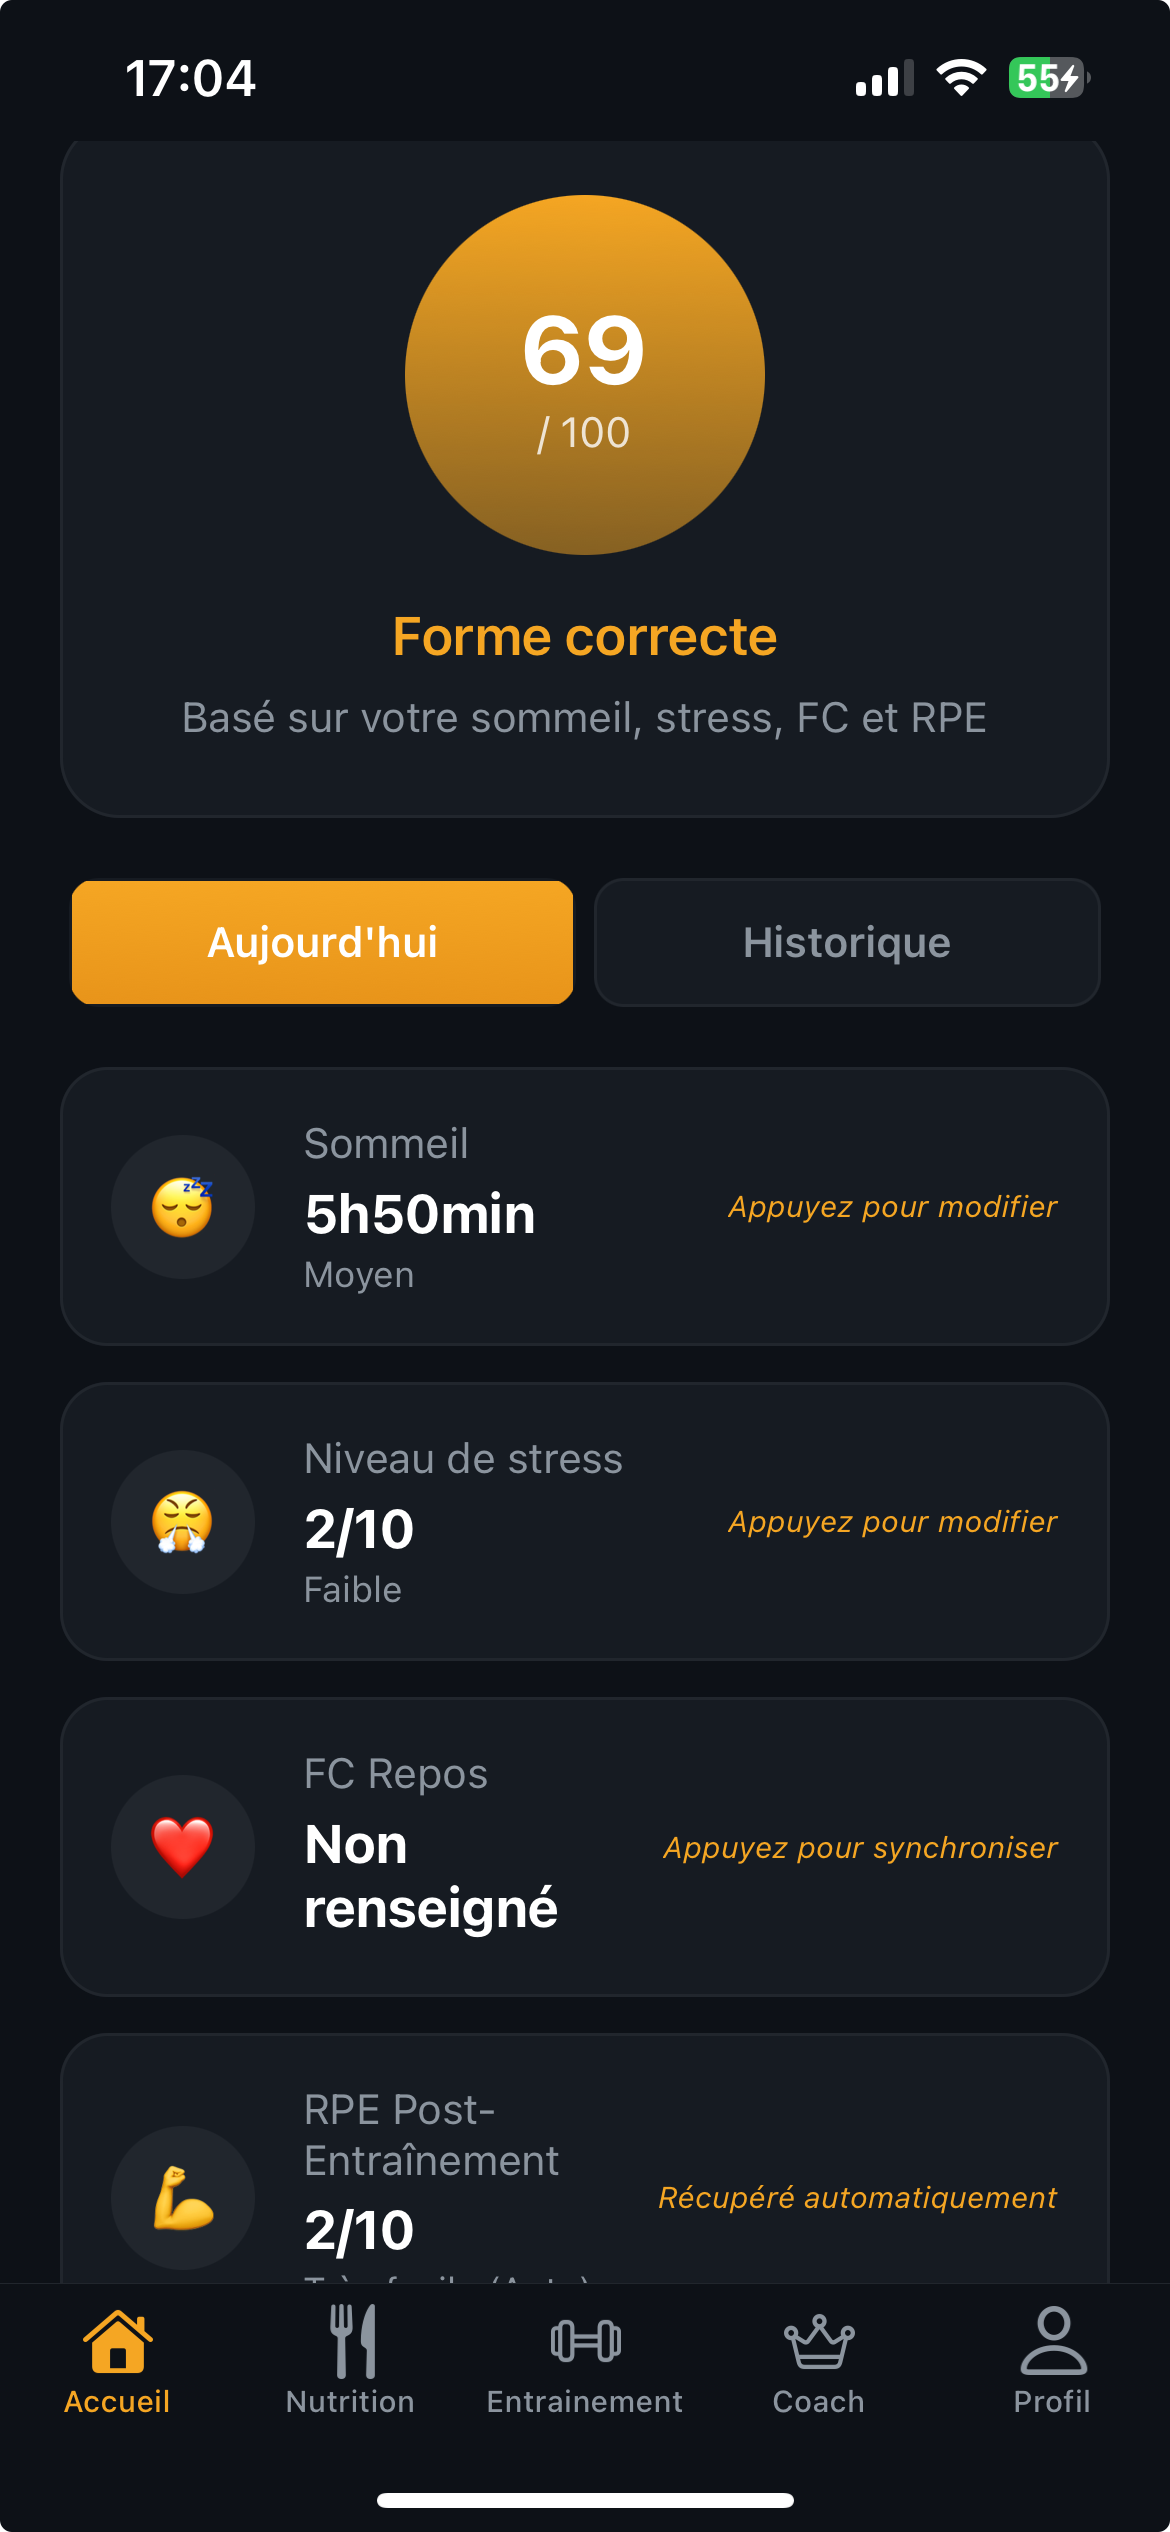 17:04
55
69
/ 100
Forme correcte
Basé sur votre sommeil, stress, FC et RPE
Aujourd'hui
Historique
Sommeil
5h50min
Moyen
Appuyez pour modifier
Niveau de stress
2/10
Faible
Appuyez pour modifier
FC Repos
Non
renseigné
Appuyez pour synchroniser
RPE Post-
Entraînement
2/10
Récupéré automatiquement
Accueil
Nutrition
Entrainement
Coach
Profil